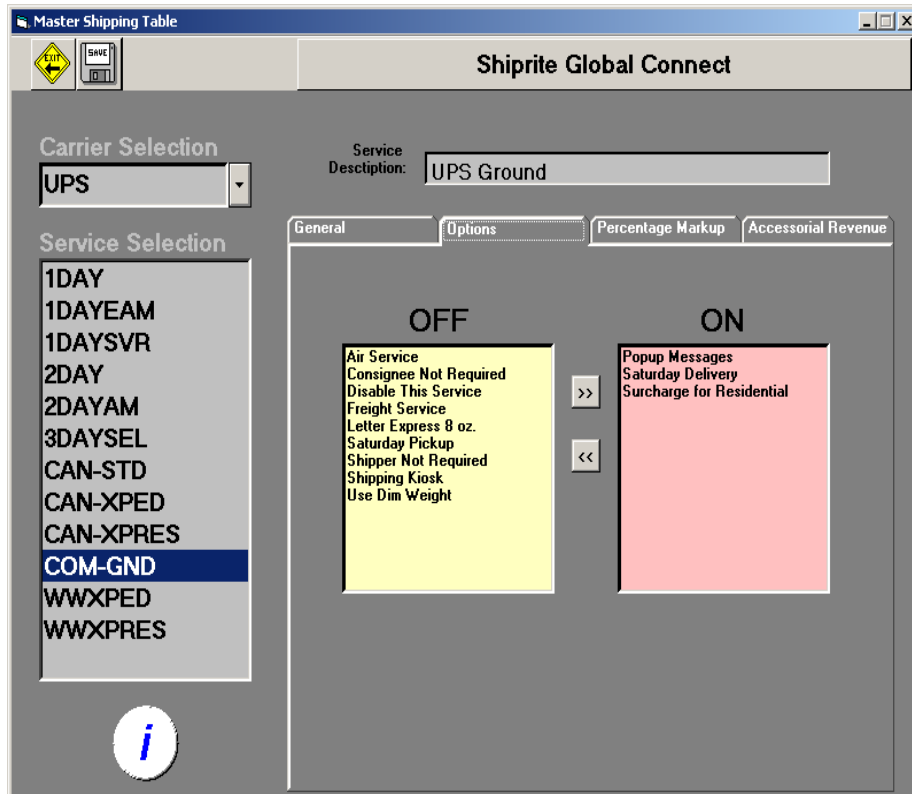 Master Shipping Table
EXIT
SAVE
Shiprite Global Connect
Carrier Selection
UPS
Service
Desctiption:
UPS Ground
Service Selection
1DAY
1DAYEAM
1DAYSVR
2DAY
2DAYAM
3DAYSEL
CAN-STD
CAN-XPED
CAN-XPRES
COM-GND
WWXPED
WWXPRES
i
General
Options
Percentage Markup
Accessorial Revenue
OFF
Air Service
Consignee Not Required
Disable This Service
Freight Service
Letter Express 8 oz.
Saturday Pickup
Shipper Not Required
Shipping Kiosk
Use Dim Weight
>>
<<
ON
Popup Messages
Saturday Delivery
Surcharge for Residential